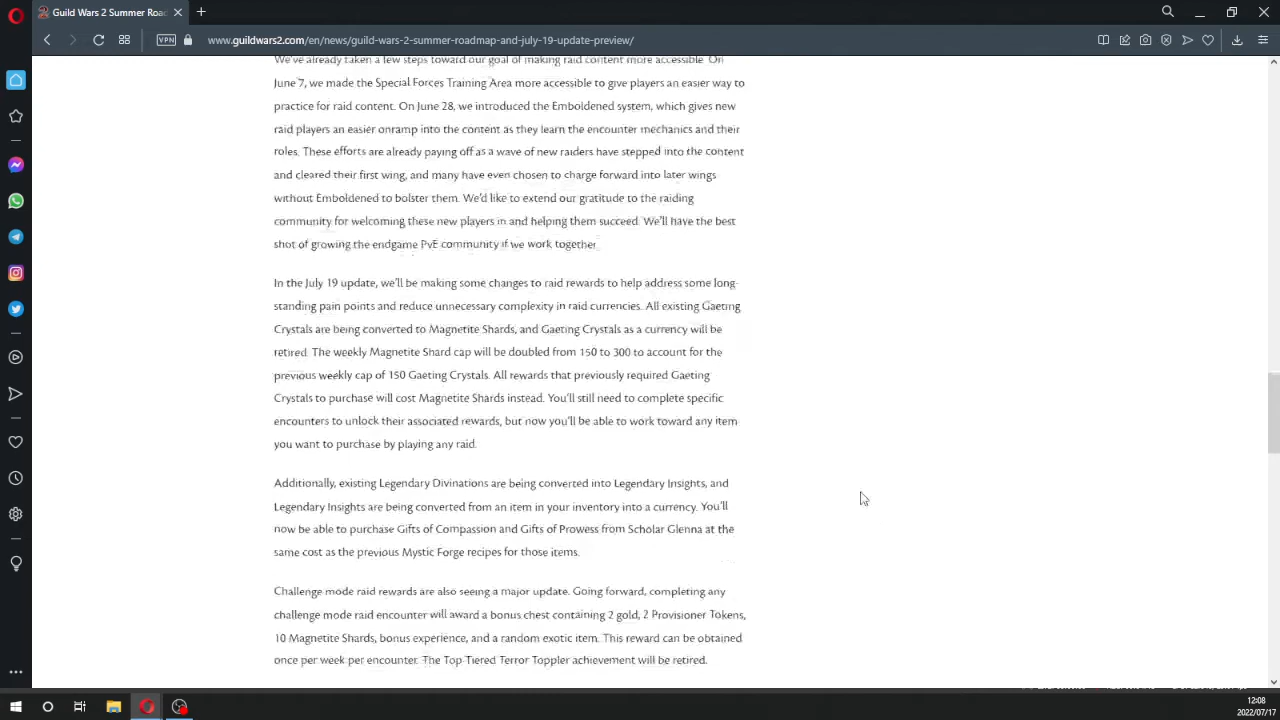 Guild Wars 2 Summer Roa
VPN
www.guildwars2.com/en/news/guild-wars-2-summer-roadmap-and-july-19-update-preview/
We've already taken a few steps toward our goal of making raid content more accessible. On
June 7, we made the Special Forces Training Area more accessible to give players an easier way to
practice for raid content. On June 28, we introduced the Emboldened system, which gives new
raid players an easier onramp into the content as they learn the encounter mechanics and their
roles. These efforts are already paying off as a wave of new raiders have stepped into the content
and cleared their first wing, and many have even chosen to charge forward into later wings
without Emboldened to bolster them. We'd like to extend our gratitude to the raiding
community for welcoming these new players in and helping them succeed. We'll have the best
shot of growing the endgame PvE community if we work together.
In the July 19 update, we'll be making some changes to raid rewards to help address some long-
standing pain points and reduce unnecessary complexity in raid currencies. All existing Gaeting
Crystals are being converted to Magnetite Shards, and Gaeting Crystals as a currency will be
retired. The weekly Magnetite Shard cap will be doubled from 150 to 300 to account for the
previous weekly cap of 150 Gaeting Crystals. All rewards that previously required Gaeting
Crystals to purchase will cost Magnetite Shards instead. You'll still need to complete specific
encounters to unlock their associated rewards, but now you'll be able to work toward any item
you want to purchase by playing any raid.
Additionally, existing Legendary Divinations are being converted into Legendary Insights, and
Legendary Insights are being converted from an item in your inventory into a currency. You'll
now be able to purchase Gifts of Compassion and Gifts of Prowess from Scholar Glenna at the
same cost as the previous Mystic Forge recipes for those items.
Challenge mode raid rewards are also seeing a major update. Going forward, completing any
challenge mode raid encounter will award a bonus chest containing 2 gold, 2 Provisioner Tokens,
10 Magnetite Shards, bonus experience, and a random exotic item. This reward can be obtained
once per week per encounter. The Top Tiered Terror Toppler achievement will be retired.
12:08
2022/07/17